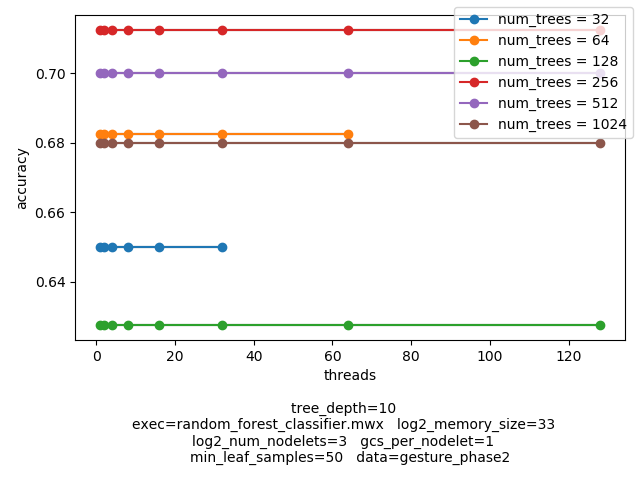 num_trees = 32
num_trees = 64
num_trees = 128
num_trees = 256
num_trees = 512
num_trees = 1024
accuracy
0.70
0.68
0.66
0.64
0 20 40 60 80 100 120
threads
tree_depth=10
exec=random_forest_classifier.mwx log2_memory_size=33
log2_num_nodelets=3 gcs_per_nodelet=1
min_leaf_samples=50 data=gesture_phase2